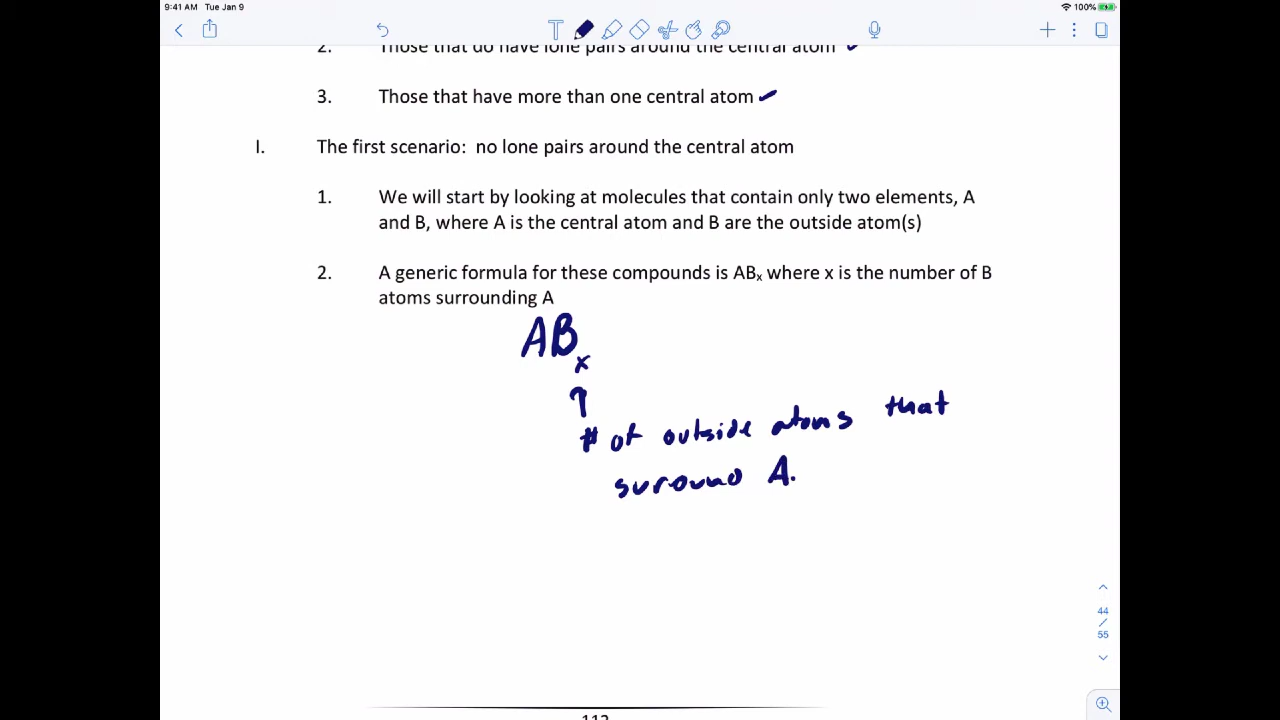 9:41 AM Tue Jan 9
100%
T
2. Those that do have lone pairs around the central atom
3. Those that have more than one central atom
I. The first scenario: no lone pairs around the central atom
1. We will start by looking at molecules that contain only two elements, A
and B, where A is the central atom and B are the outside atom(s)
2. A generic formula for these compounds is ABₓ where x is the number of B
atoms surrounding A
ABₓ
↑
# of outside atoms that
suround A.
44
/
55
113